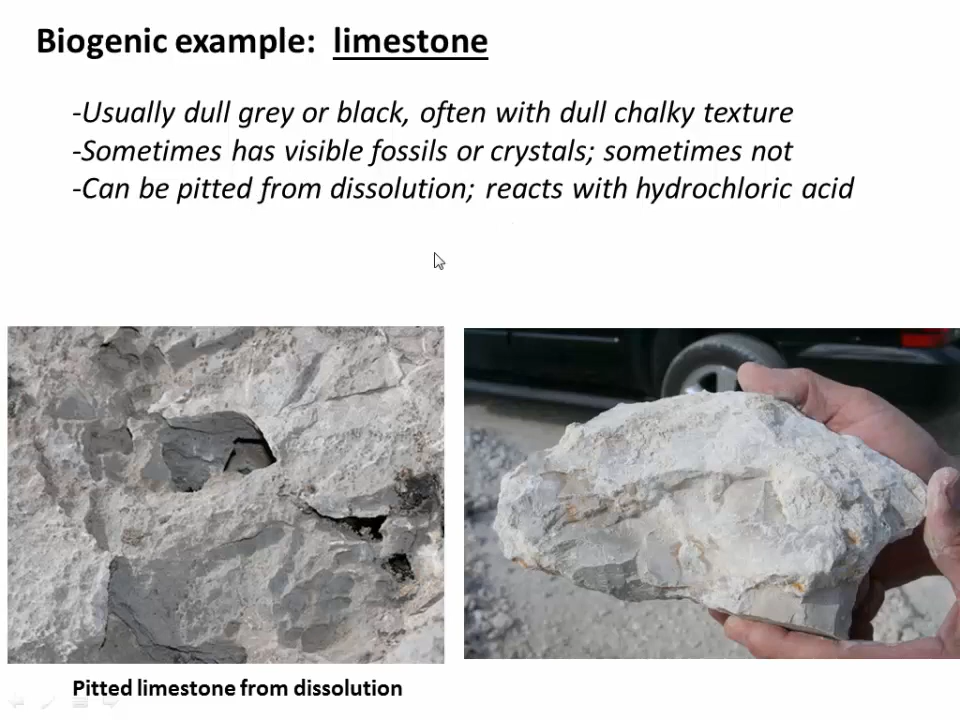 Biogenic example: limestone
-Usually dull grey or black, often with dull chalky texture
-Sometimes has visible fossils or crystals; sometimes not
-Can be pitted from dissolution; reacts with hydrochloric acid
Pitted limestone from dissolution